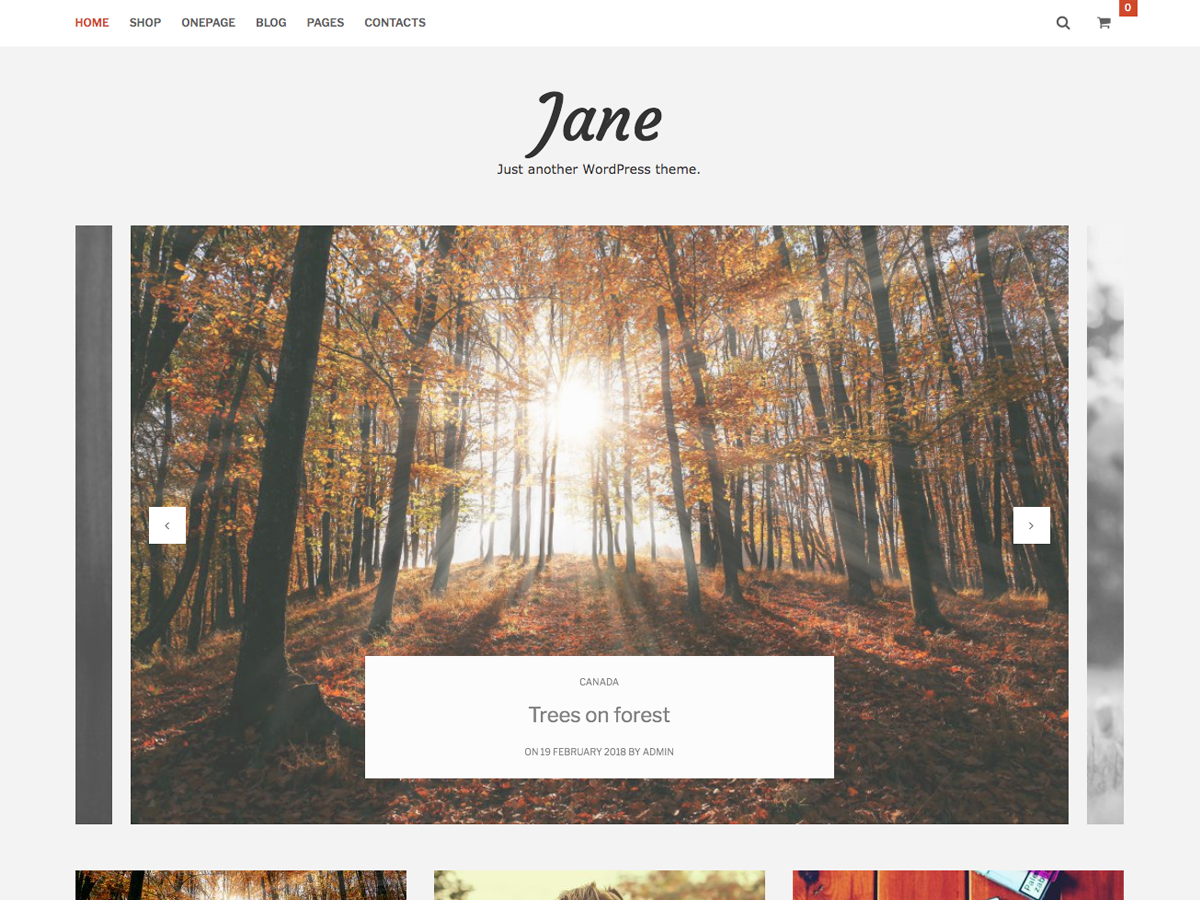 HOME SHOP ONEPAGE BLOG PAGES CONTACTS 0
Jane
Just another WordPress theme.
CANADA
Trees on forest
ON 19 FEBRUARY 2018 BY ADMIN